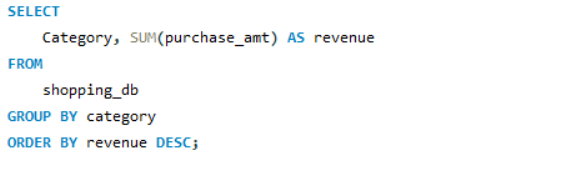 SELECT
Category, SUM(purchase_amt) AS revenue
FROM
shopping_db
GROUP BY category
ORDER BY revenue DESC;